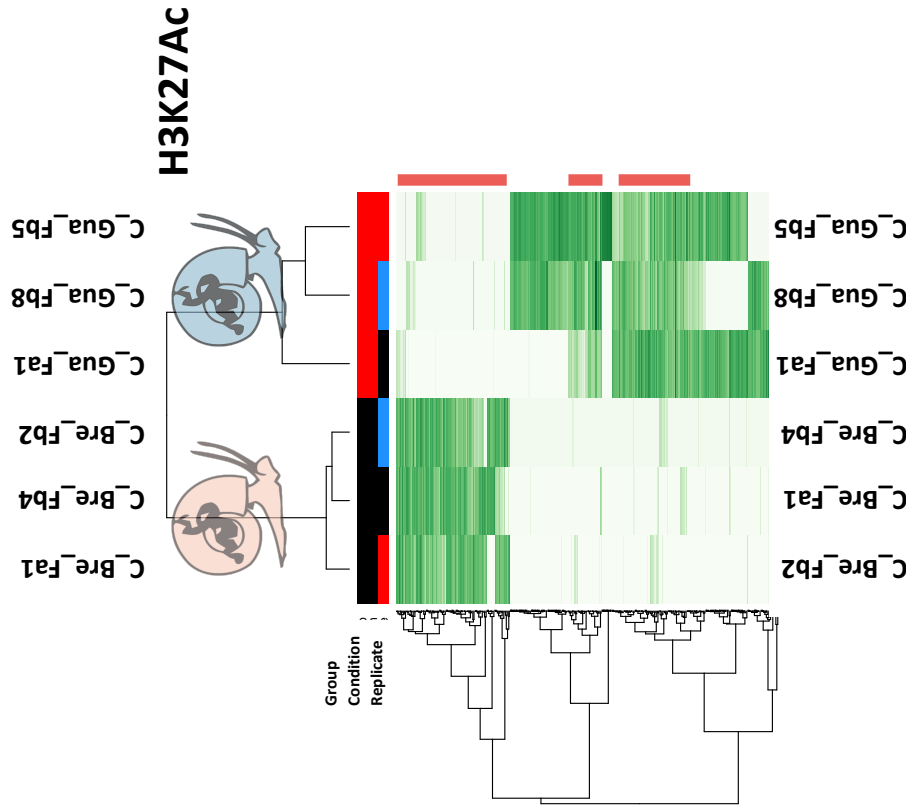 H3K27Ac
C_Gua_Fb5
C_Gua_Fb8
C_Gua_Fa1
C_Bre_Fb2
C_Bre_Fb4
C_Bre_Fa1
C_Gua_Fb5
C_Gua_Fb8
C_Gua_Fa1
C_Bre_Fb4
C_Bre_Fa1
C_Bre_Fb2
Group
Condition
Replicate